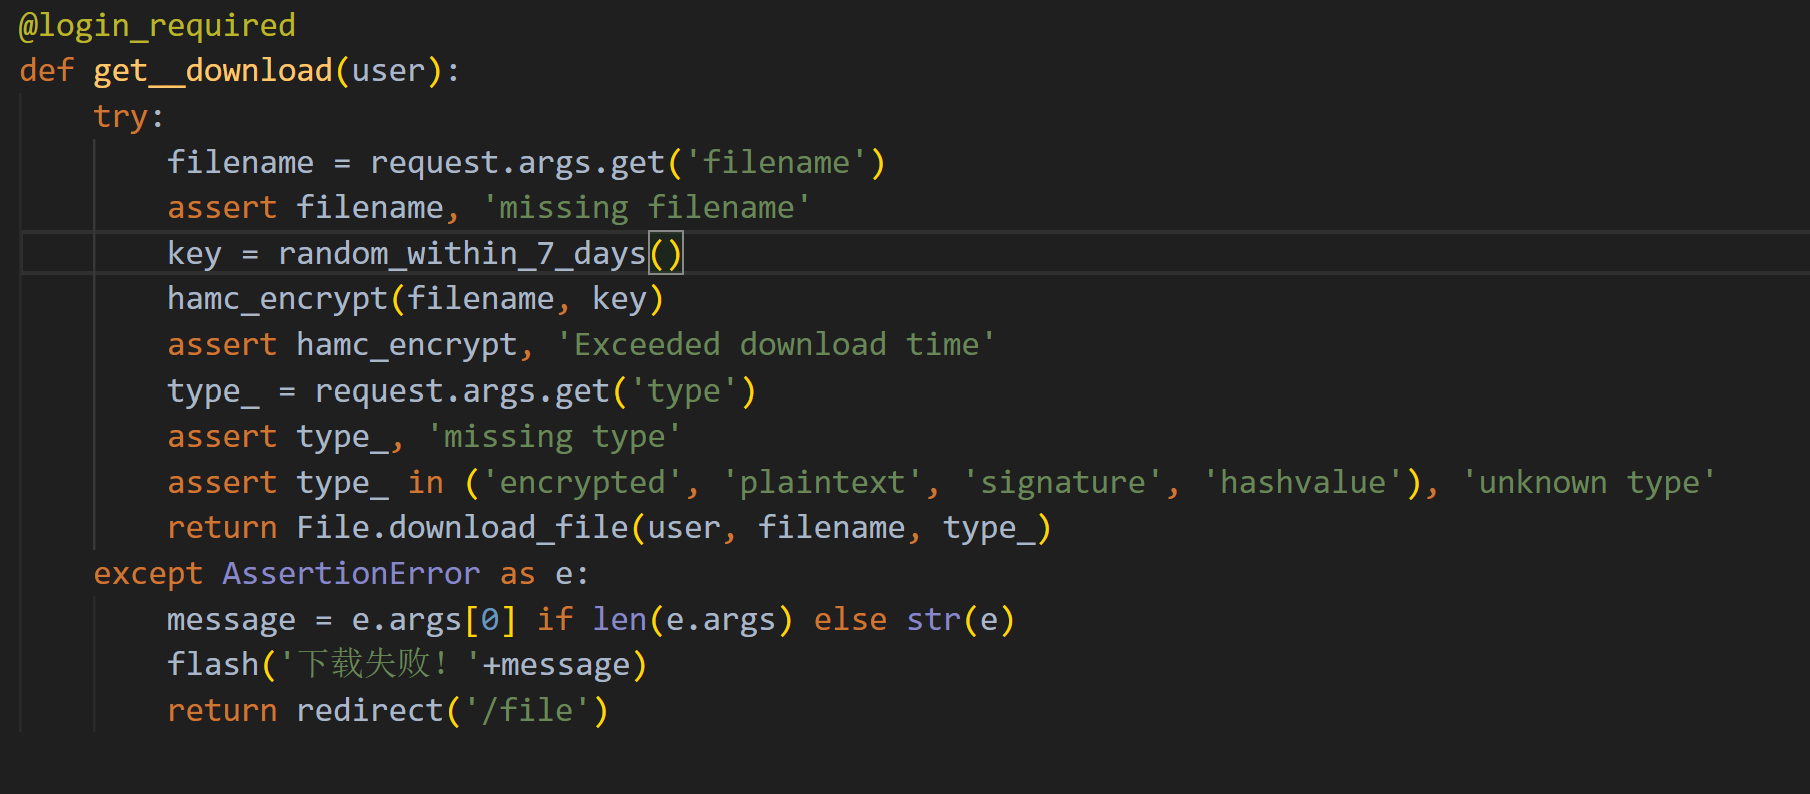 @login_required
def get__download(user):
    try:
        filename = request.args.get('filename')
        assert filename, 'missing filename'
        key = random_within_7_days()
        hamc_encrypt(filename, key)
        assert hamc_encrypt, 'Exceeded download time'
        type_ = request.args.get('type')
        assert type_, 'missing type'
        assert type_ in ('encrypted', 'plaintext', 'signature', 'hashvalue'), 'unknown type'
        return File.download_file(user, filename, type_)
    except AssertionError as e:
        message = e.args[0] if len(e.args) else str(e)
        flash('下载失败！'+message)
        return redirect('/file')